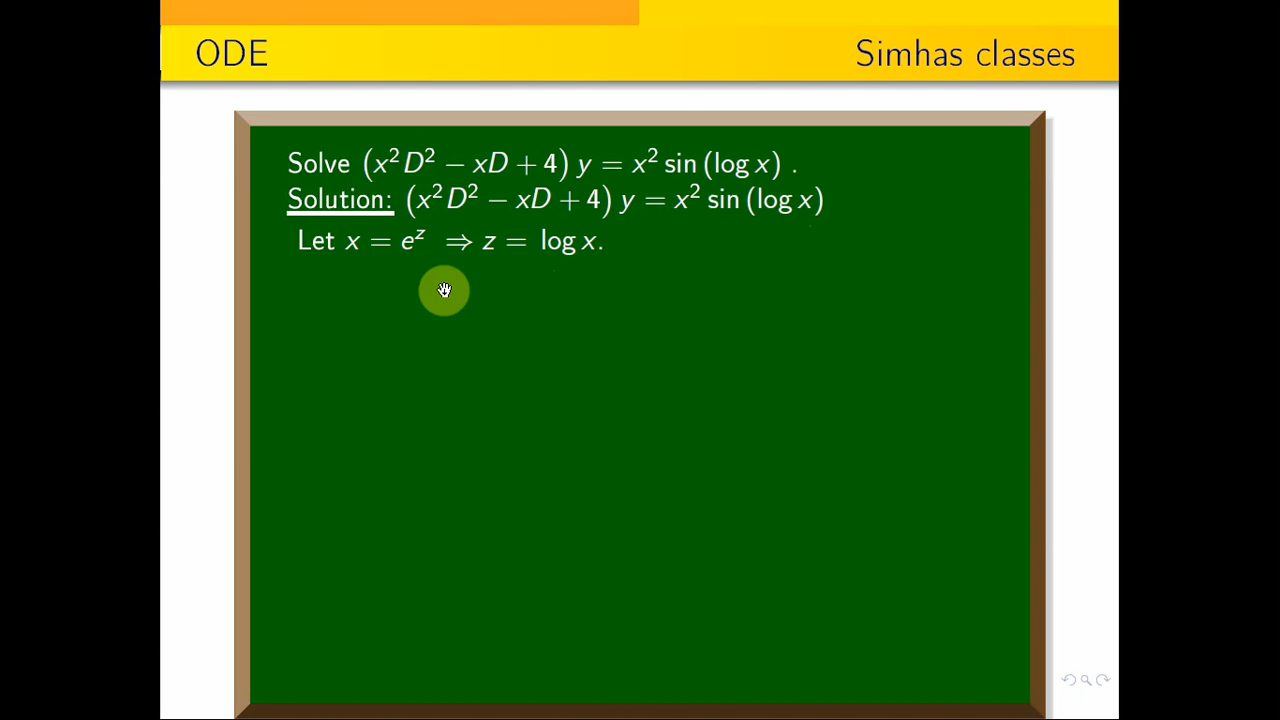 ODE Simhas classes
Solve (x²D² − xD + 4) y = x² sin (log x) .
Solution: (x²D² − xD + 4) y = x² sin (log x)
Let x = eᶻ ⇒ z = log x.